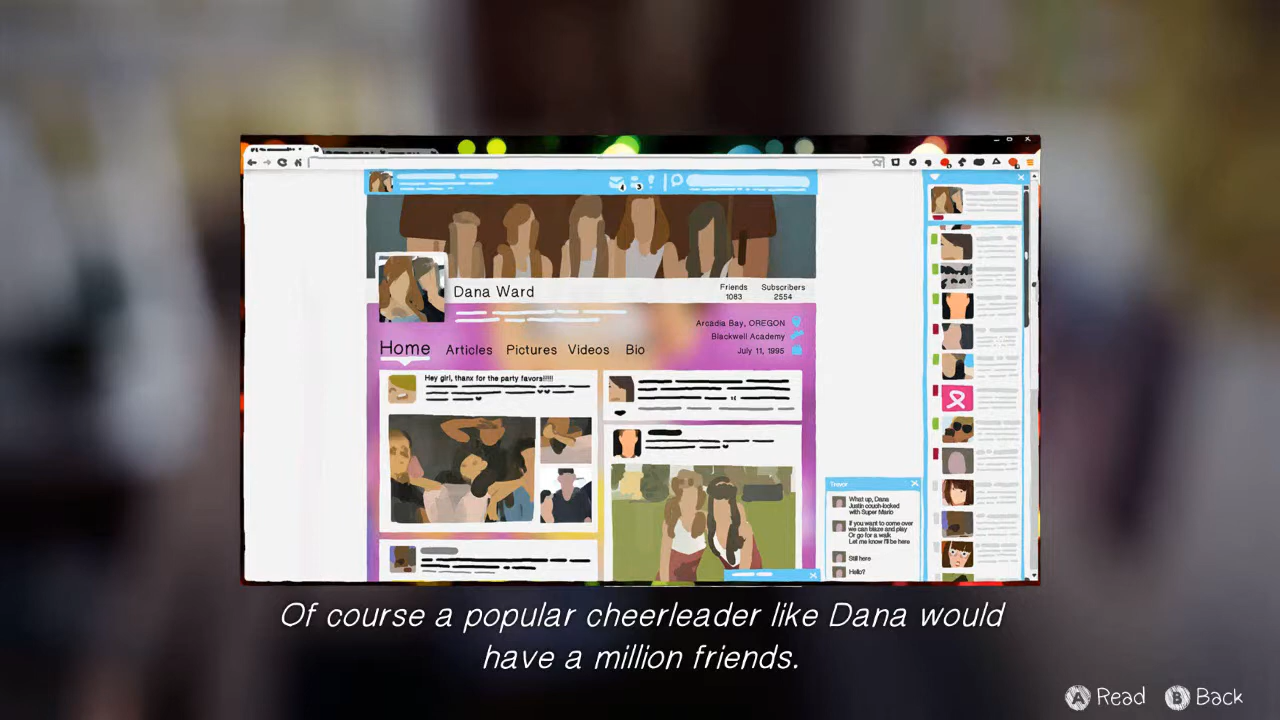 4
3
Dana Ward
Friends
1083
Subscribers
2554
Arcadia Bay, OREGON
Blackwell Academy
July 11, 1995
Home
Articles
Pictures
Videos
Bio
Hey girl, thanx for the party favors!!!!!
:(
Trevor
What up, Dana
Justin couch-locked
with Super Mario
If you want to come over
we can blaze and play
Or go for a walk
Let me know I'll be here
Still here
Hello?
Of course a popular cheerleader like Dana would
have a million friends.
A Read
B Back